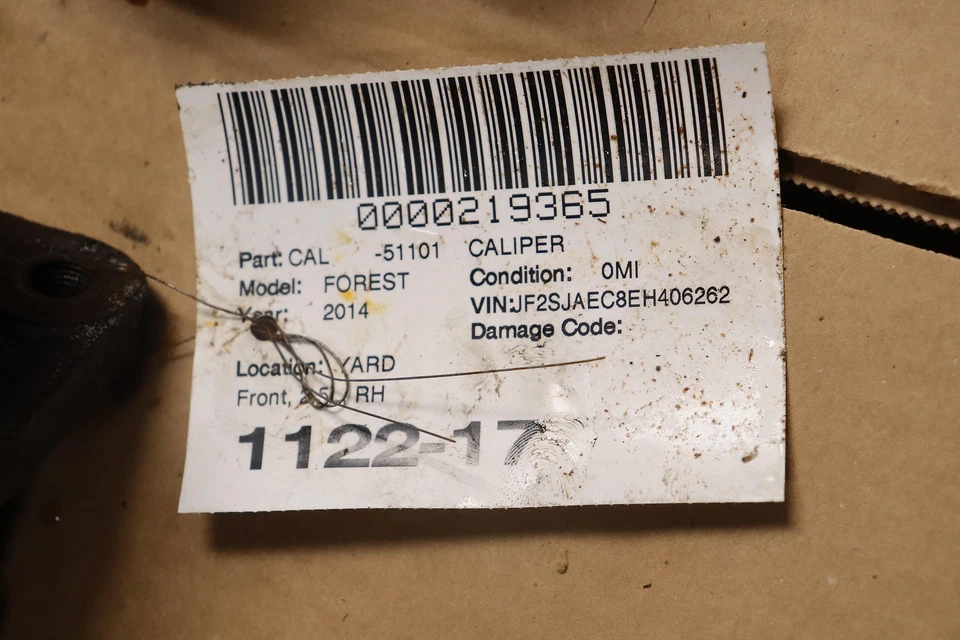 0000219365
Part: CAL -51101 CALIPER
Model: FOREST Condition: 0MI
Year: 2014 VIN:JF2SJAEC8EH406262
Damage Code:
Location: YARD
Front, RH
1122-17